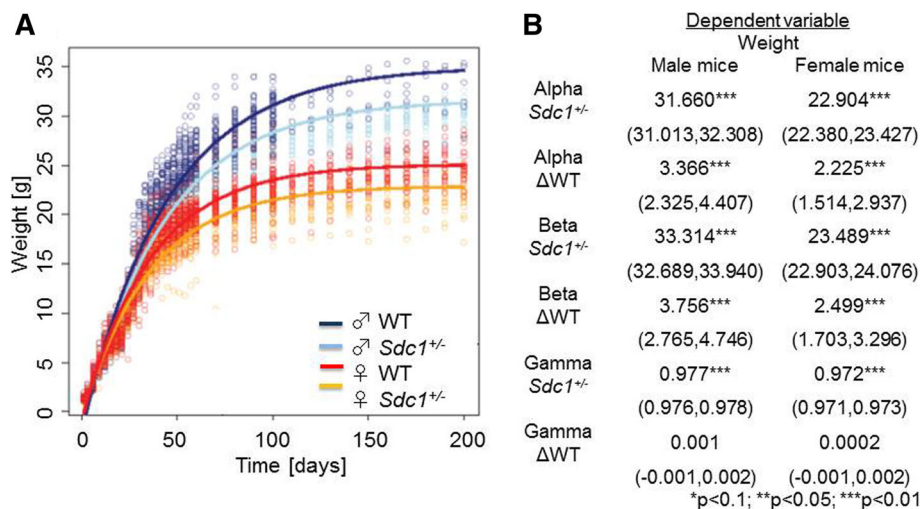 A
Weight [g]
35
30
25
20
15
10
5
0
0
50
100
150
200
Time [days]
♂ WT
♂ Sdc1+/-
♀ WT
♀ Sdc1+/-
B
Dependent variable
Weight
Male mice Female mice
Alpha
Sdc1+/-
31.660*** 22.904***
(31.013,32.308) (22.380,23.427)
Alpha
ΔWT
3.366*** 2.225***
(2.325,4.407) (1.514,2.937)
Beta
Sdc1+/-
33.314*** 23.489***
(32.689,33.940) (22.903,24.076)
Beta
ΔWT
3.756*** 2.499***
(2.765,4.746) (1.703,3.296)
Gamma
Sdc1+/-
0.977*** 0.972***
(0.976,0.978) (0.971,0.973)
Gamma
ΔWT
0.001 0.0002
(-0.001,0.002) (-0.001,0.002)
*p<0.1; **p<0.05; ***p<0.01